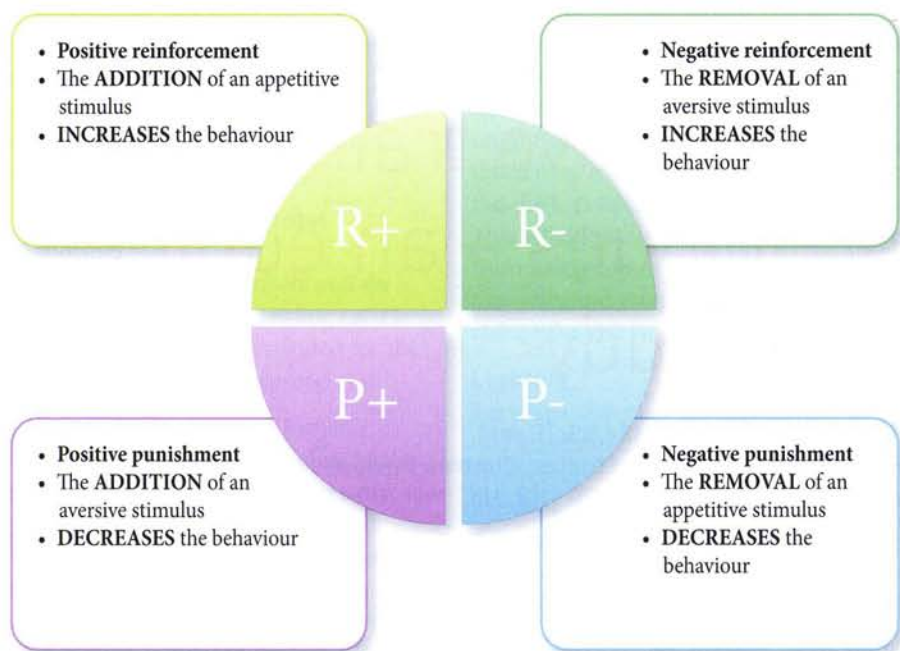 • Positive reinforcement
• The ADDITION of an appetitive
stimulus
• INCREASES the behaviour
• Negative reinforcement
• The REMOVAL of an
aversive stimulus
• INCREASES the
behaviour
R+
R-
P+
P-
• Positive punishment
• The ADDITION of an
aversive stimulus
• DECREASES the behaviour
• Negative punishment
• The REMOVAL of an
appetitive stimulus
• DECREASES the
behaviour